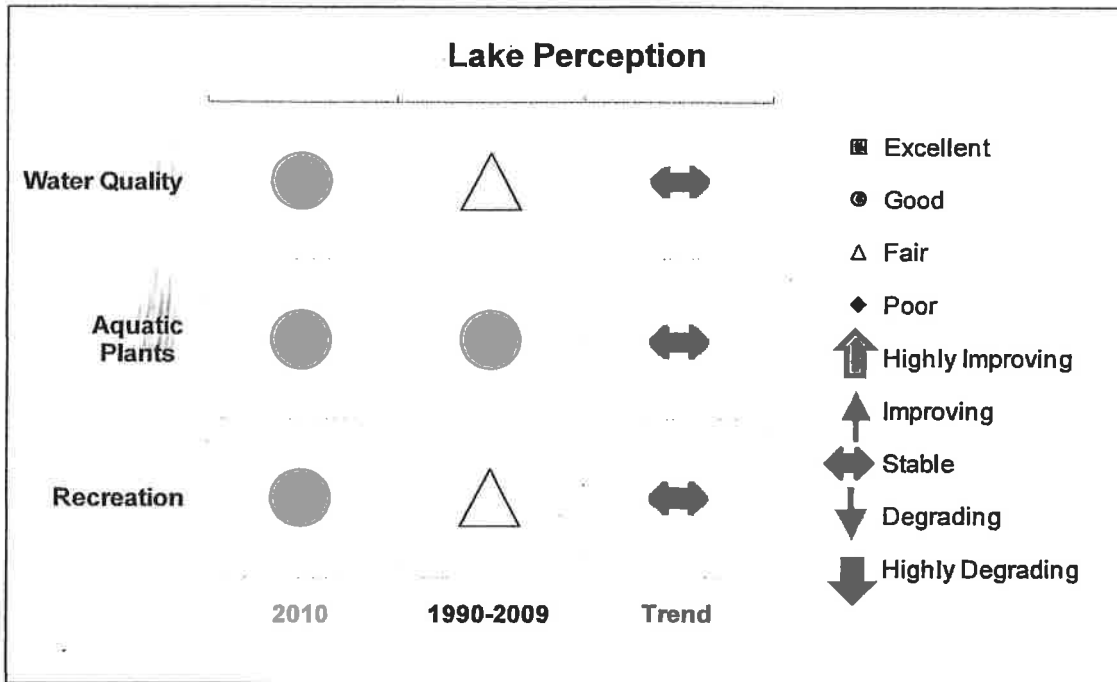 Lake Perception
Water Quality
Aquatic
Plants
Recreation
2010
1990-2009
Trend
Excellent
Good
Fair
Poor
Highly Improving
Improving
Stable
Degrading
Highly Degrading